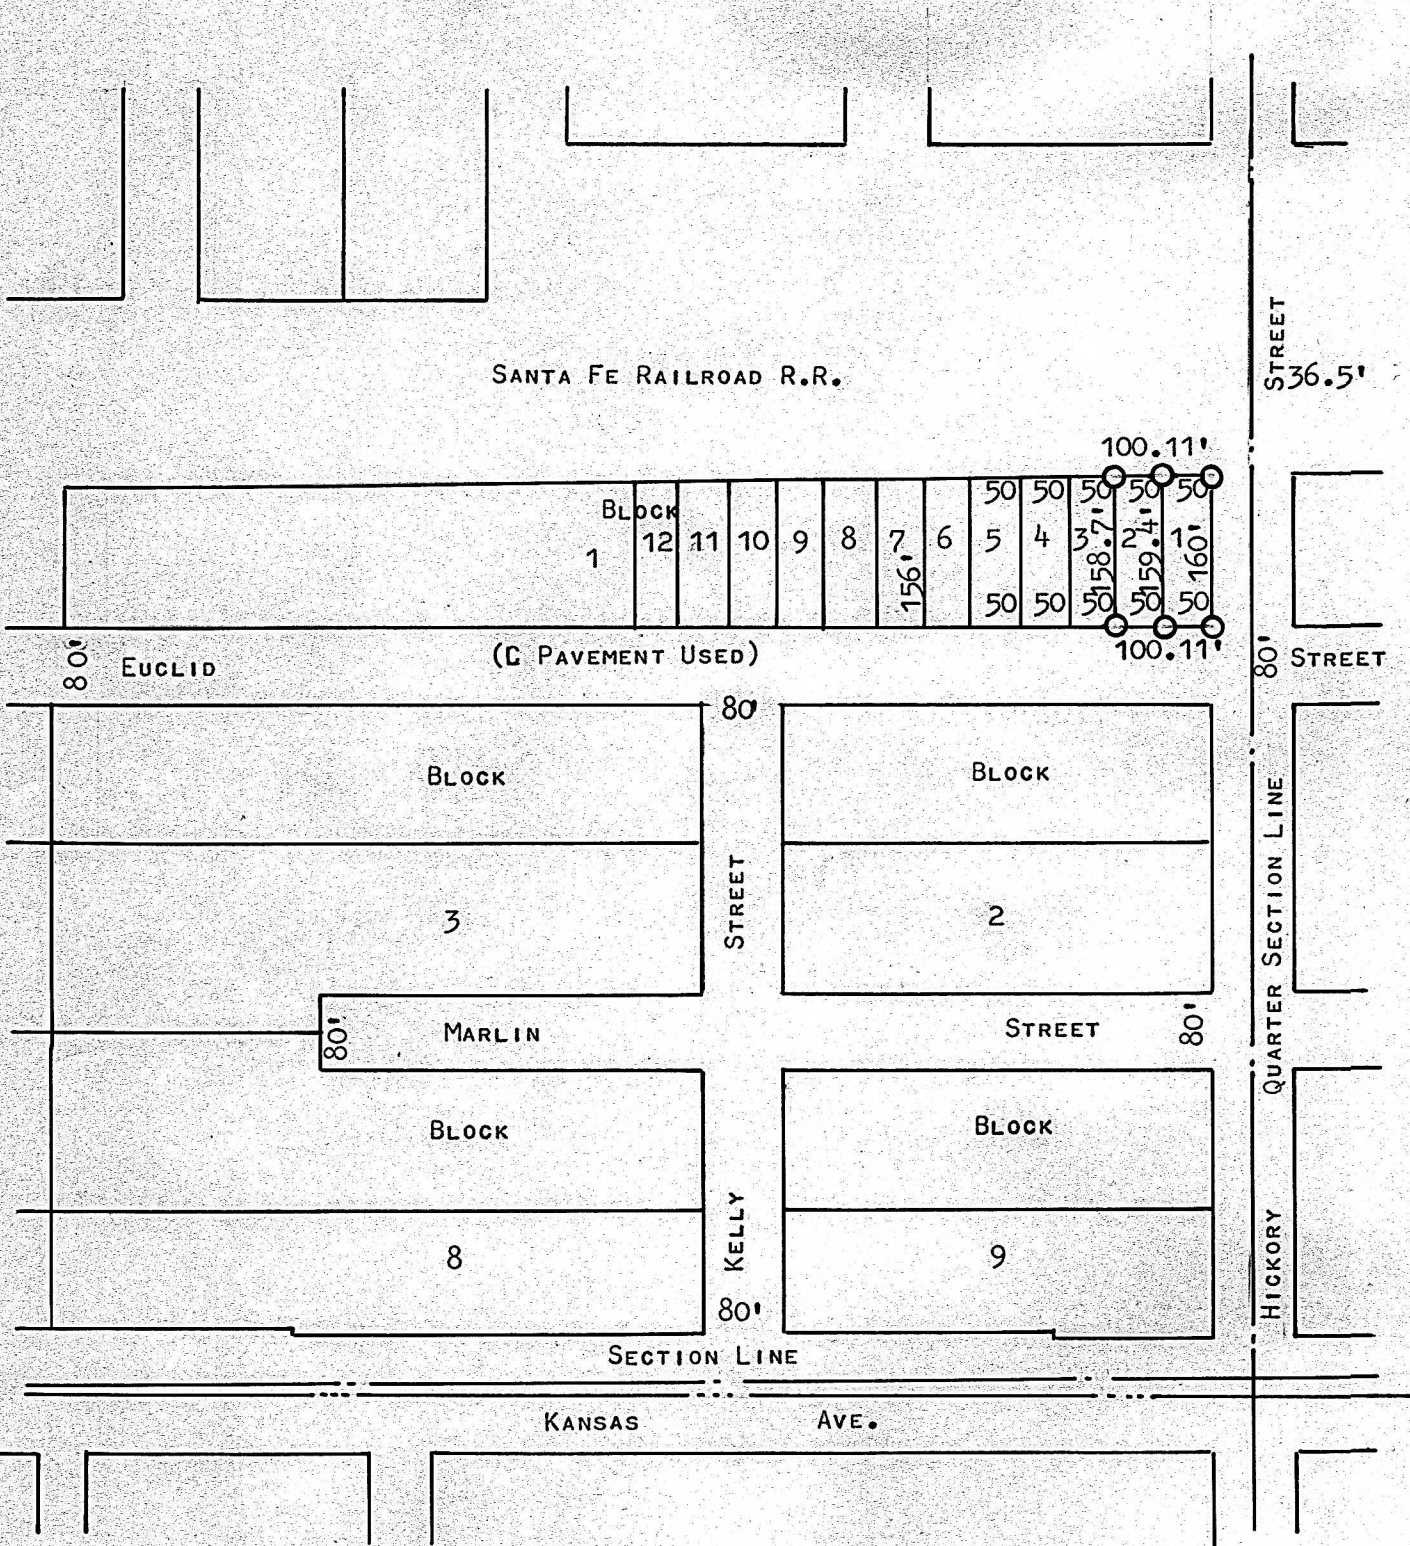 STREET
SANTA FE RAILROAD R.R.
36.5'
100.11'
50 50 50 50 50
BLOCK
1
12 11 10 9 8 7 6 5 4 3 2 1
156'
158.7'
159.4'
160'
50 50 50 50 50
100.11'
80'
EUCLID
(C PAVEMENT USED)
80'
STREET
80'
BLOCK
BLOCK
QUARTER SECTION LINE
STREET
3
2
80'
MARLIN
STREET
80'
BLOCK
BLOCK
KELLY
HICKORY
8
9
80'
SECTION LINE
KANSAS AVE.